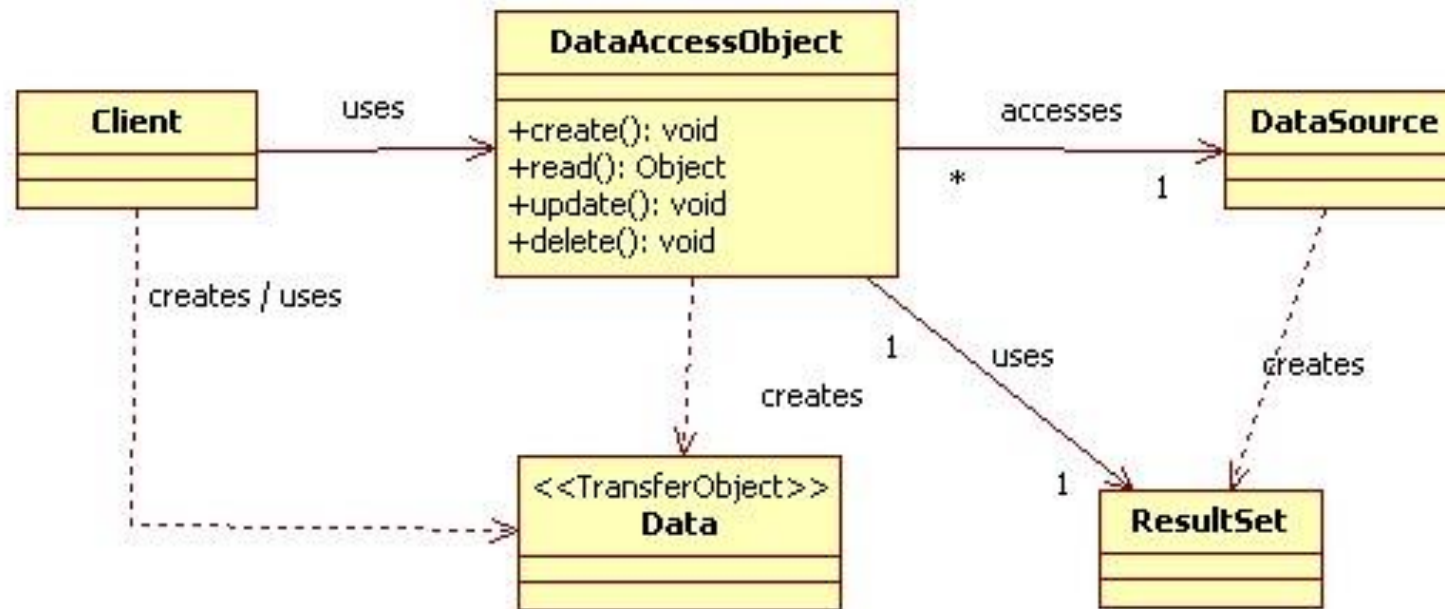 DataAccessObject
+create(): void
+read(): Object
+update(): void
+delete(): void
Client
uses
accesses
DataSource
*
1
creates / uses
creates
1
uses
1
creates
<<TransferObject>>
Data
ResultSet